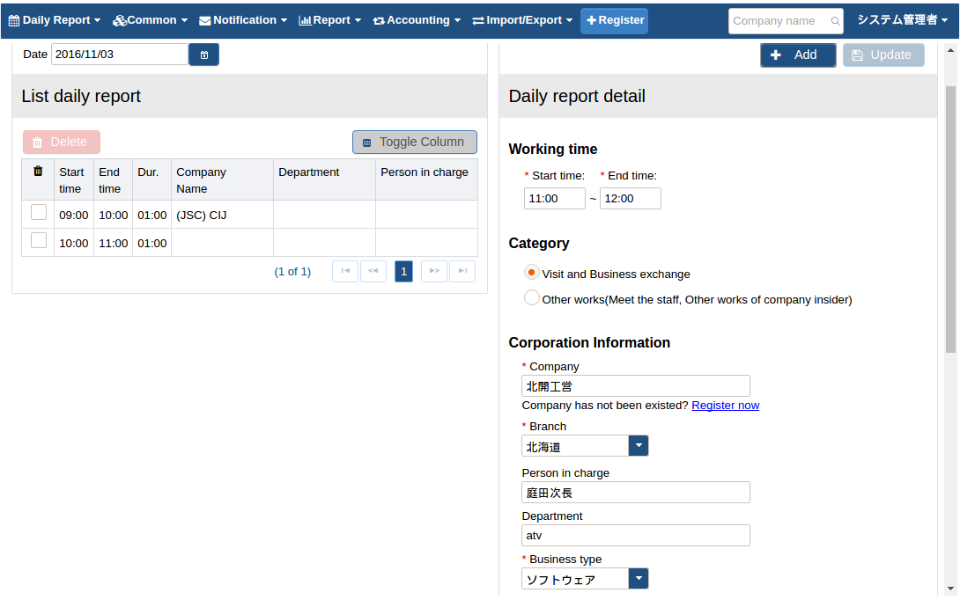 Daily Report Common Notification Report Accounting Import/Export Register Company name システム管理者
Date 2016/11/03
Add Update
List daily report
Delete Toggle Column
Start time End time Dur. Company Name Department Person in charge
09:00 10:00 01:00 (JSC) CIJ
10:00 11:00 01:00
(1 of 1) 1
Daily report detail
Working time
* Start time: * End time:
11:00 ~ 12:00
Category
Visit and Business exchange
Other works(Meet the staff, Other works of company insider)
Corporation Information
* Company
北開工営
Company has not been existed? Register now
* Branch
北海道
Person in charge
庭田次長
Department
atv
* Business type
ソフトウェア